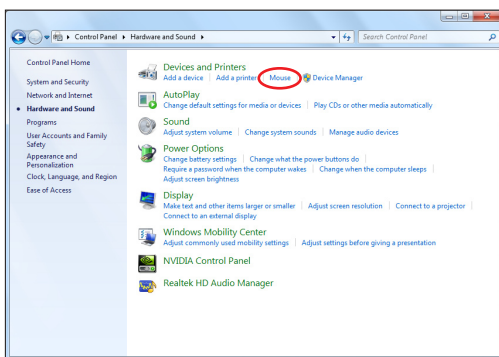 Control Panel ▸ Hardware and Sound ▸
Search Control Panel
Control Panel Home
System and Security
Network and Internet
Hardware and Sound
Programs
User Accounts and Family
Safety
Appearance and
Personalization
Clock, Language, and Region
Ease of Access
Devices and Printers
Add a device | Add a printer | Mouse | Device Manager
AutoPlay
Change default settings for media or devices | Play CDs or other media automatically
Sound
Adjust system volume | Change system sounds | Manage audio devices
Power Options
Change battery settings | Change what the power buttons do |
Require a password when the computer wakes | Change when the computer sleeps |
Adjust screen brightness
Display
Make text and other items larger or smaller | Adjust screen resolution | Connect to a projector |
Connect to an external display
Windows Mobility Center
Adjust commonly used mobility settings | Adjust settings before giving a presentation
NVIDIA Control Panel
Realtek HD Audio Manager